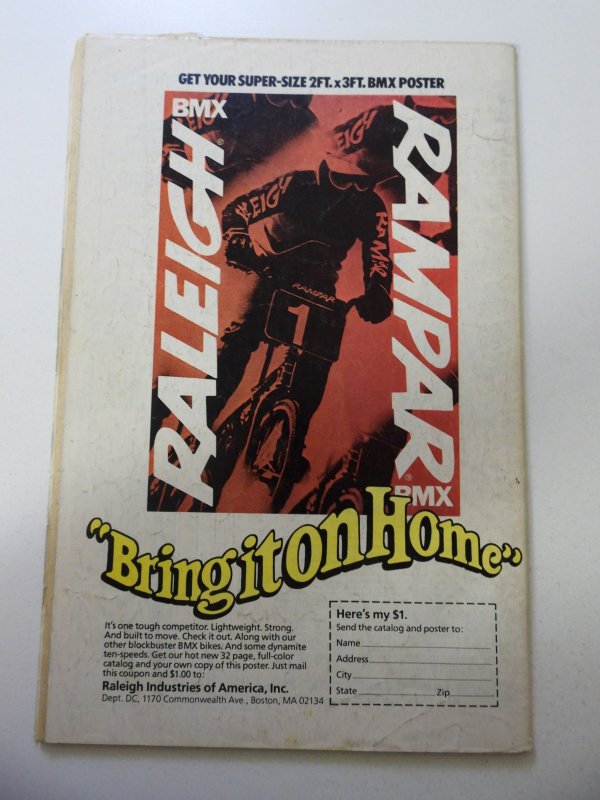 GET YOUR SUPER-SIZE 2FT. x 3FT. BMX POSTER
BMX
RALEIGH®
RAMPAR®
BMX
EIGH
EIGH
RAMPAR
1
"Bring it on Home"
It's one tough competitor. Lightweight. Strong.
And built to move. Check it out. Along with our
other blockbuster BMX bikes. And some dynamite
ten-speeds. Get our hot new 32 page, full-color
catalog and your own copy of this poster. Just mail
this coupon and $1.00 to:
Raleigh Industries of America, Inc.
Dept. DC, 1170 Commonwealth Ave., Boston, MA 02134
Here's my $1.
Send the catalog and poster to:
Name
Address
City
State Zip